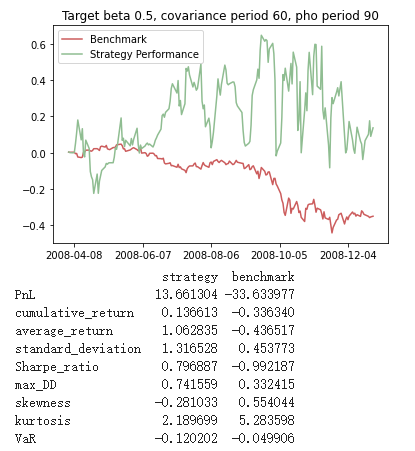 Target beta 0.5, covariance period 60, pho period 90
Benchmark
Strategy Performance
0.6
0.4
0.2
0.0
−0.2
−0.4
2008-04-08 2008-06-07 2008-08-06 2008-10-05 2008-12-04
strategy benchmark
PnL 13.661304 -33.633977
cumulative_return 0.136613 -0.336340
average_return 1.062835 -0.436517
standard_deviation 1.316528 0.453773
Sharpe_ratio 0.796887 -0.992187
max_DD 0.741559 0.332415
skewness -0.281033 0.554044
kurtosis 2.189699 5.283598
VaR -0.120202 -0.049906